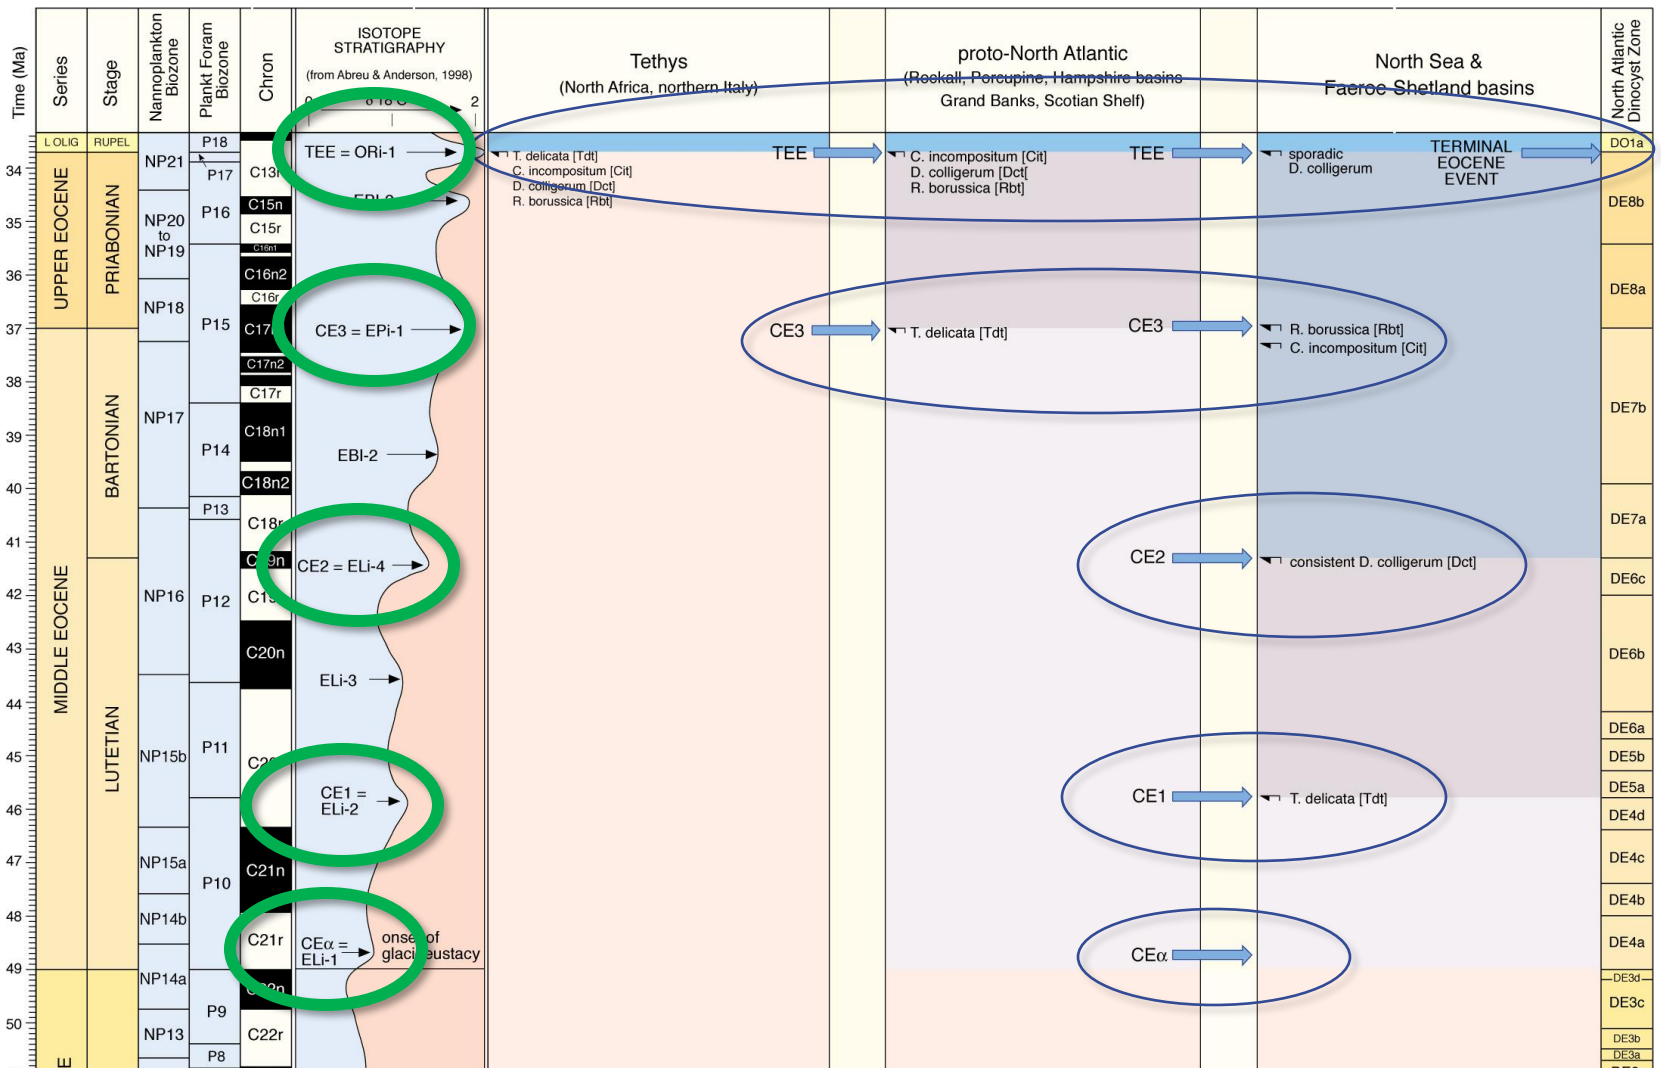 Time (Ma)
Series
Stage
Nannoplankton
Biozone
Plankt Foram
Biozone
Chron
ISOTOPE
STRATIGRAPHY
(from Abreu & Anderson, 1998)
0
δ 18 O
2
Tethys
(North Africa, northern Italy)
proto-North Atlantic
(Rockall, Porcupine, Hampshire basins
Grand Banks, Scotian Shelf)
North Sea &
Faeroe-Shetland basins
North Atlantic
Dinocyst Zone
34
35
36
37
38
39
40
41
42
43
44
45
46
47
48
49
50
L OLIG
UPPER EOCENE
MIDDLE EOCENE
E
RUPEL
PRIABONIAN
BARTONIAN
LUTETIAN
NP21
NP20
to
NP19
NP18
NP17
NP16
NP15b
NP15a
NP14b
NP14a
NP13
P18
P17
P16
P15
P14
P13
P12
P11
P10
P9
P8
C13r
C15n
C15r
C16n1
C16n2
C16r
C17n2
C17r
C18n1
C18n2
C18r
C20n
C21n
C21r
C22r
TEE = ORi-1
CE3 = EPi-1
EBI-2
CE2 = ELi-4
ELi-3
CE1 =
ELi-2
CEα =
ELi-1
onset of
glacioeustacy
T. delicata [Tdt]
C. incompositum [Cit]
D. colligerum [Dct]
R. borussica [Rbt]
TEE
C. incompositum [Cit]
D. colligerum [Dct[
R. borussica [Rbt]
TEE
sporadic
D. colligerum
TERMINAL
EOCENE
EVENT
CE3
T. delicata [Tdt]
CE3
R. borussica [Rbt]
C. incompositum [Cit]
CE2
consistent D. colligerum [Dct]
CE1
T. delicata [Tdt]
CEα
DO1a
DE8b
DE8a
DE7b
DE7a
DE6c
DE6b
DE6a
DE5b
DE5a
DE4d
DE4c
DE4b
DE4a
DE3d
DE3c
DE3b
DE3a